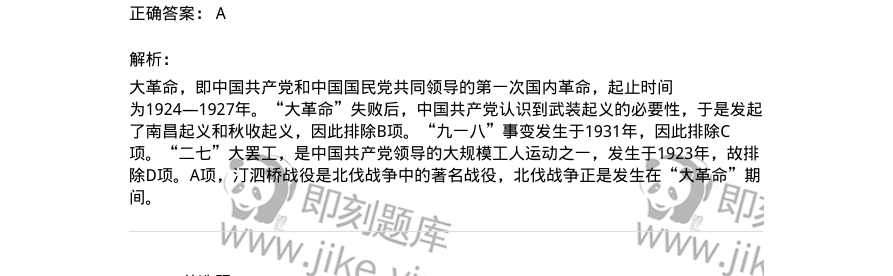 正确答案： A
解析：
大革命，即中国共产党和中国国民党共同领导的第一次国内革命，起止时间
为1924—1927年。“大革命”失败后，中国共产党认识到武装起义的必要性，于是发起
了南昌起义和秋收起义，因此排除B项。“九一八”事变发生于1931年，因此排除C
项。“二七”大罢工，是中国共产党领导的大规模工人运动之一，发生于1923年，故排
除D项。A项，汀泗桥战役是北伐战争中的著名战役，北伐战争正是发生在“大革命”期
间。
即刻题库
即刻
www.jike.
www.ji